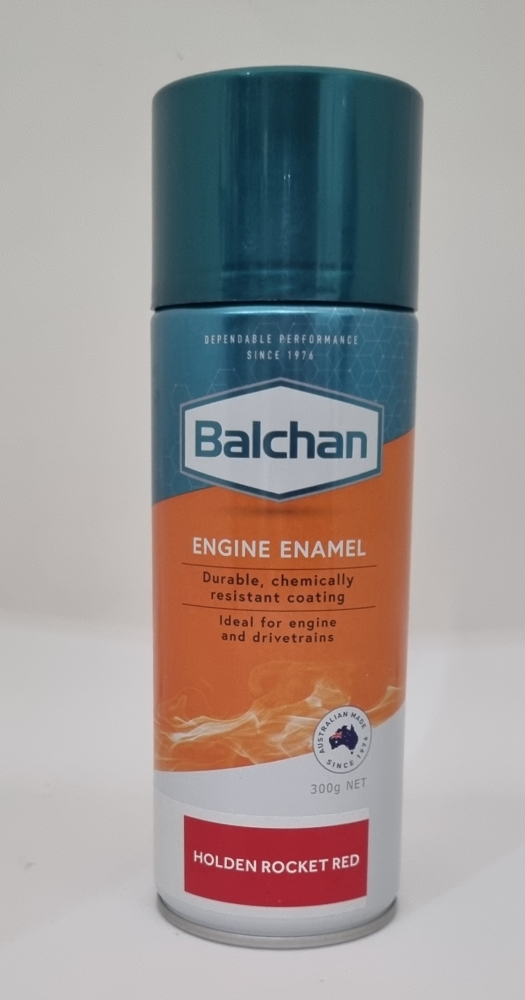 DEPENDABLE PERFORMANCE
SINCE 1976
Balchan
ENGINE ENAMEL
Durable, chemically
resistant coating
Ideal for engine
and drivetrains
AUSTRALIAN MADE
SINCE 1976
300g NET
HOLDEN ROCKET RED